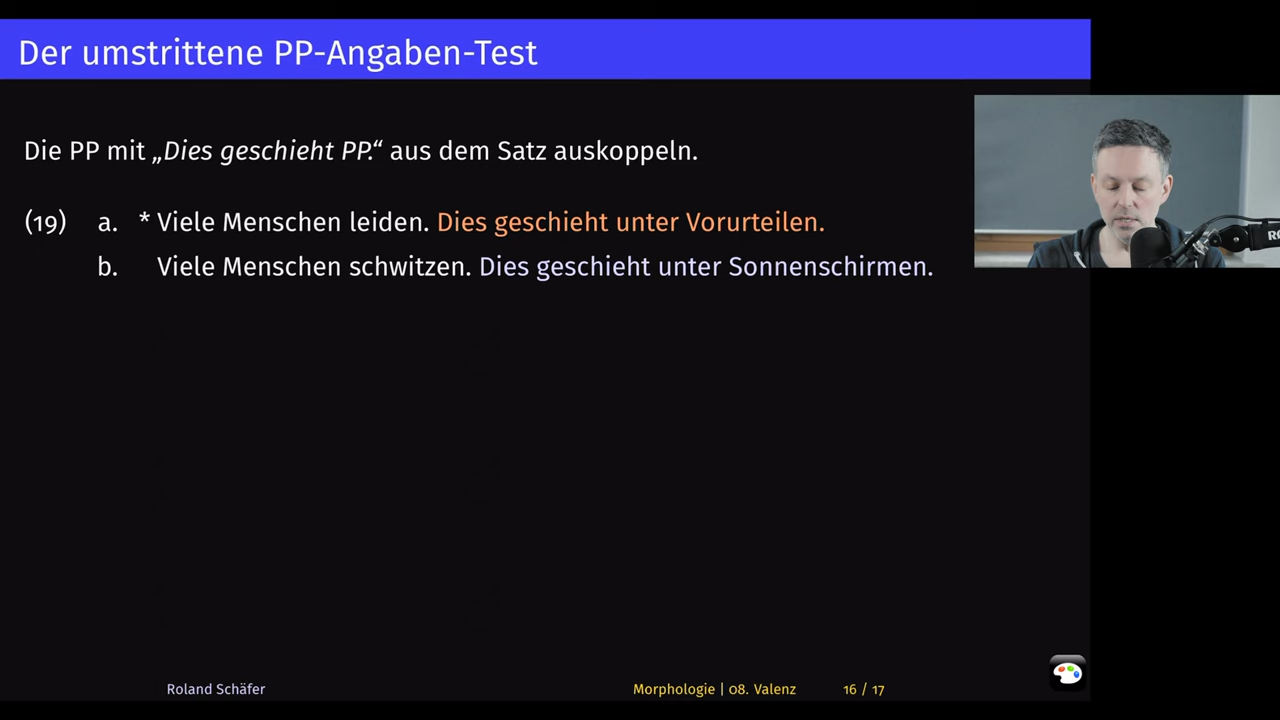 Der umstrittene PP-Angaben-Test
Die PP mit „Dies geschieht PP.“ aus dem Satz auskoppeln.
(19) a. * Viele Menschen leiden. Dies geschieht unter Vorurteilen.
b. Viele Menschen schwitzen. Dies geschieht unter Sonnenschirmen.
Roland Schäfer Morphologie | 08. Valenz 16 / 17